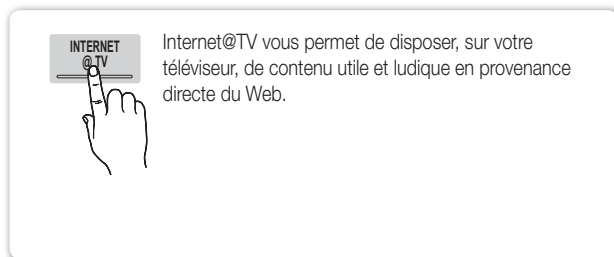 INTERNET
@ TV
Internet@TV vous permet de disposer, sur votre
téléviseur, de contenu utile et ludique en provenance
directe du Web.